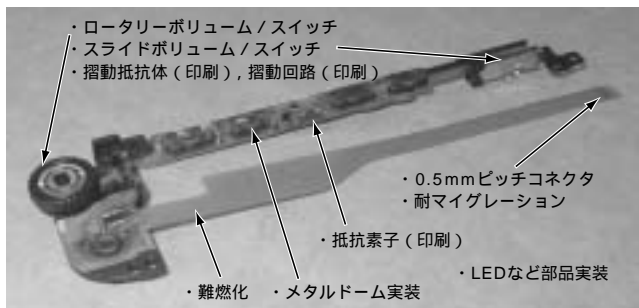 ・ロータリーボリューム / スイッチ
・スライドボリューム / スイッチ
・摺動抵抗体（印刷）, 摺動回路（印刷）
・0.5mmピッチコネクタ
・耐マイグレーション
・抵抗素子（印刷）
・LEDなど部品実装
・難燃化
・メタルドーム実装